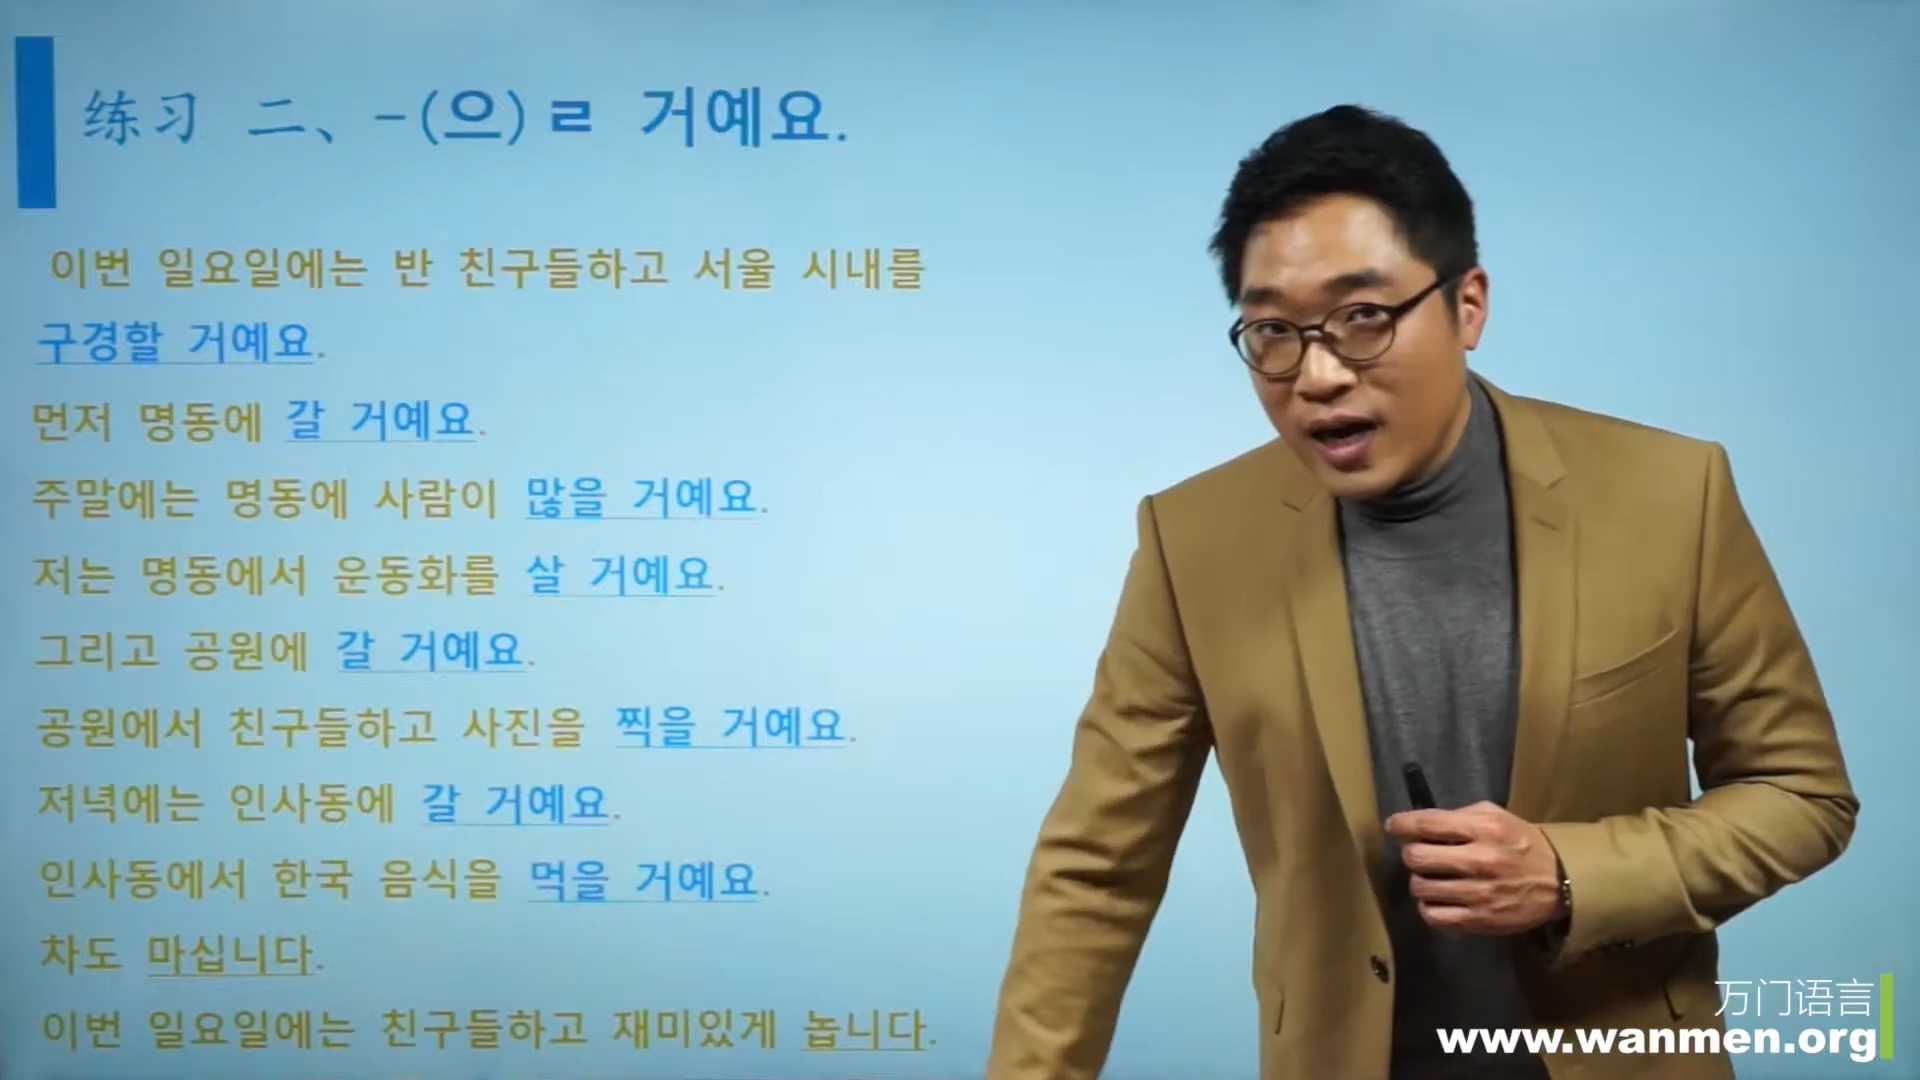 练习 二、-(으)ㄹ 거예요.
이번 일요일에는 반 친구들하고 서울 시내를
구경할 거예요.
먼저 명동에 갈 거예요.
주말에는 명동에 사람이 많을 거예요.
저는 명동에서 운동화를 살 거예요.
그리고 공원에 갈 거예요.
공원에서 친구들하고 사진을 찍을 거예요.
저녁에는 인사동에 갈 거예요.
인사동에서 한국 음식을 먹을 거예요.
차도 마십니다.
이번 일요일에는 친구들하고 재미있게 놉니다.
万门语言
www.wanmen.org